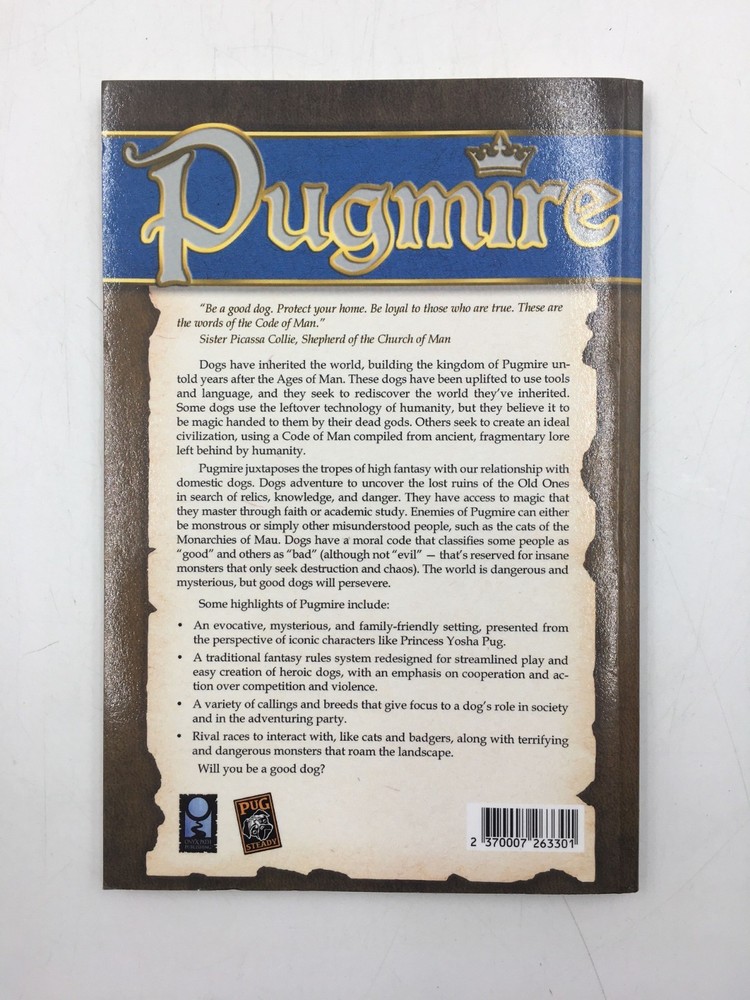 Pugmire
"Be a good dog. Protect your home. Be loyal to those who are true. These are
the words of the Code of Man."
Sister Picassa Collie, Shepherd of the Church of Man
Dogs have inherited the world, building the kingdom of Pugmire un-
told years after the Ages of Man. These dogs have been uplifted to use tools
and language, and they seek to rediscover the world they've inherited.
Some dogs use the leftover technology of humanity, but they believe it to
be magic handed to them by their dead gods. Others seek to create an ideal
civilization, using a Code of Man compiled from ancient, fragmentary lore
left behind by humanity.
Pugmire juxtaposes the tropes of high fantasy with our relationship with
domestic dogs. Dogs adventure to uncover the lost ruins of the Old Ones
in search of relics, knowledge, and danger. They have access to magic that
they master through faith or academic study. Enemies of Pugmire can either
be monstrous or simply other misunderstood people, such as the cats of the
Monarchies of Mau. Dogs have a moral code that classifies some people as
"good" and others as "bad" (although not "evil" — that's reserved for insane
monsters that only seek destruction and chaos). The world is dangerous and
mysterious, but good dogs will persevere.
Some highlights of Pugmire include:
• An evocative, mysterious, and family-friendly setting, presented from
the perspective of iconic characters like Princess Yosha Pug.
• A traditional fantasy rules system redesigned for streamlined play and
easy creation of heroic dogs, with an emphasis on cooperation and ac-
tion over competition and violence.
• A variety of callings and breeds that give focus to a dog's role in society
and in the adventuring party.
• Rival races to interact with, like cats and badgers, along with terrifying
and dangerous monsters that roam the landscape.
Will you be a good dog?
ONYX PATH
PUBLISHING
PUG
STEADY
2 370007 263301